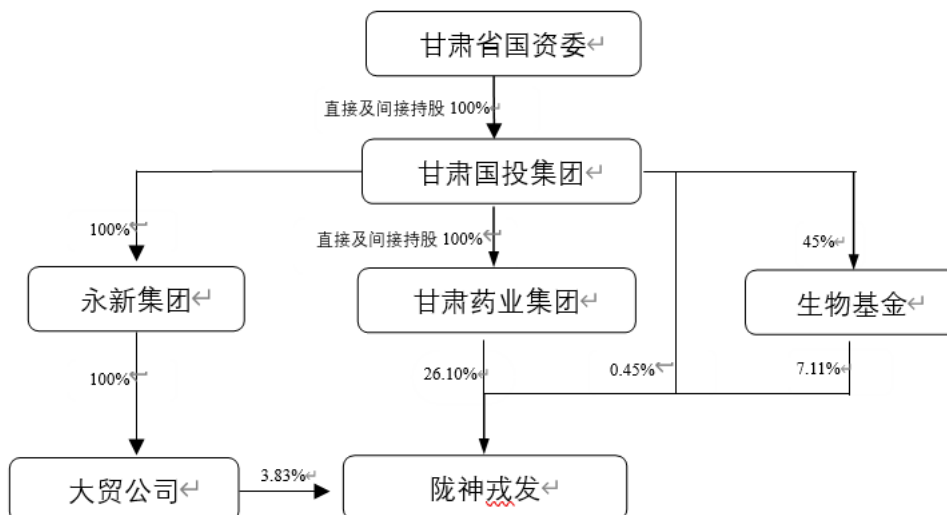 甘肃省国资委
直接及间接持股 100%
甘肃国投集团
100%
直接及间接持股 100%
45%
永新集团
甘肃药业集团
生物基金
100%
26.10%
0.45%
7.11%
大贸公司
3.83%
陇神戎发